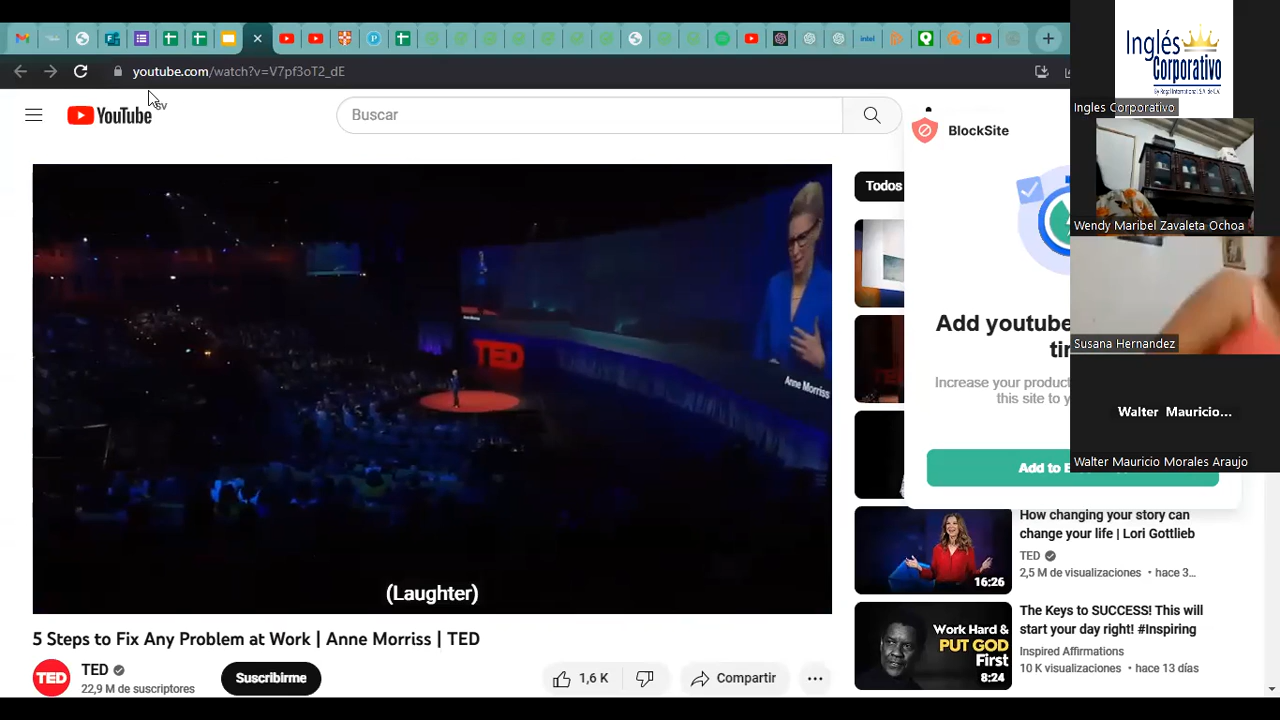 youtube.com/watch?v=V7pf3oT2_dE
YouTube
SV
Buscar
BlockSite
Inglés
Corporativo
Ingles Corporativo
Wendy Maribel Zavaleta Ochoa
Susana Hernandez
Walter Mauricio...
Walter Mauricio Morales Araujo
Todos
Add youtube
Increase your produc
this site to y
Add to
TED
Anne Morriss
(Laughter)
5 Steps to Fix Any Problem at Work | Anne Morriss | TED
TED
22,9 M de suscriptores
Suscribirme
1,6 K
Compartir
How changing your story can
change your life | Lori Gottlieb
TED
2,5 M de visualizaciones • hace 3...
16:26
The Keys to SUCCESS! This will
start your day right! #Inspiring
Inspired Affirmations
10 K visualizaciones • hace 13 días
Work Hard &
PUT GOD
First
8:24